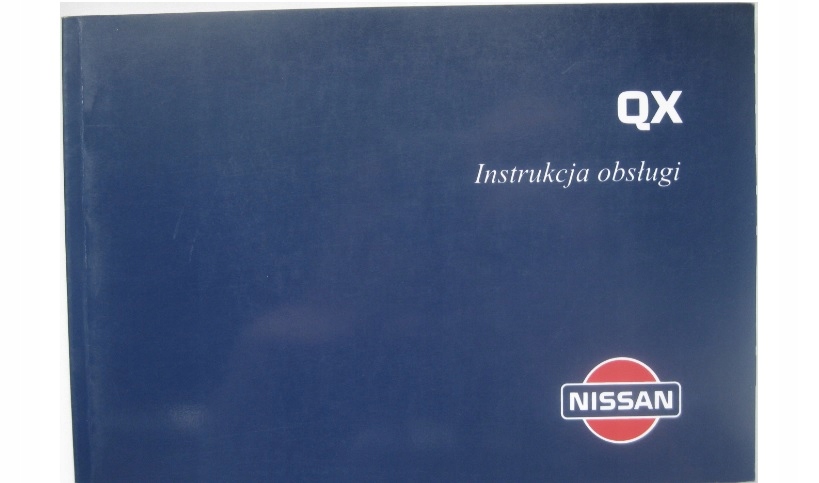 QX
Instrukcja obsługi
NISSAN